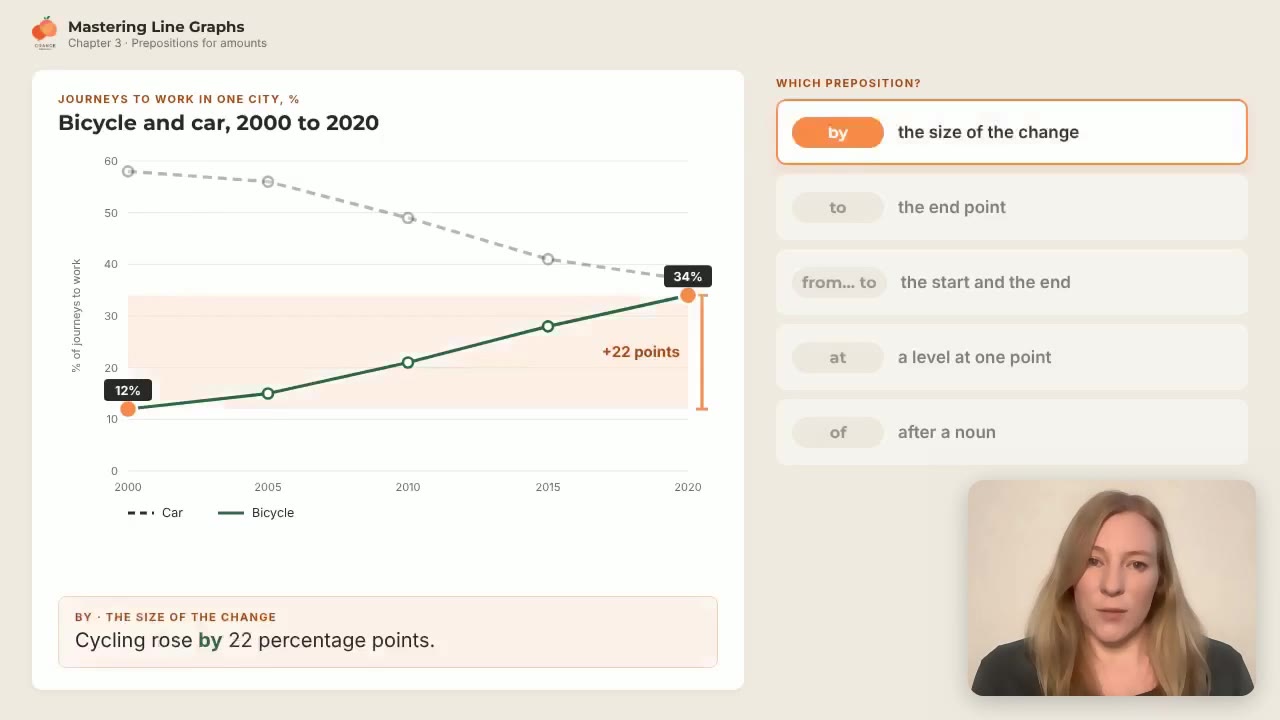 CHANGE
Mastering Line Graphs
Chapter 3 · Prepositions for amounts
JOURNEYS TO WORK IN ONE CITY, %
Bicycle and car, 2000 to 2020
% of journeys to work
60
50
40
30
20
10
0
34%
+22 points
12%
2000 2005 2010 2015 2020
Car Bicycle
BY · THE SIZE OF THE CHANGE
Cycling rose by 22 percentage points.
WHICH PREPOSITION?
by the size of the change
to the end point
from... to the start and the end
at a level at one point
of after a noun